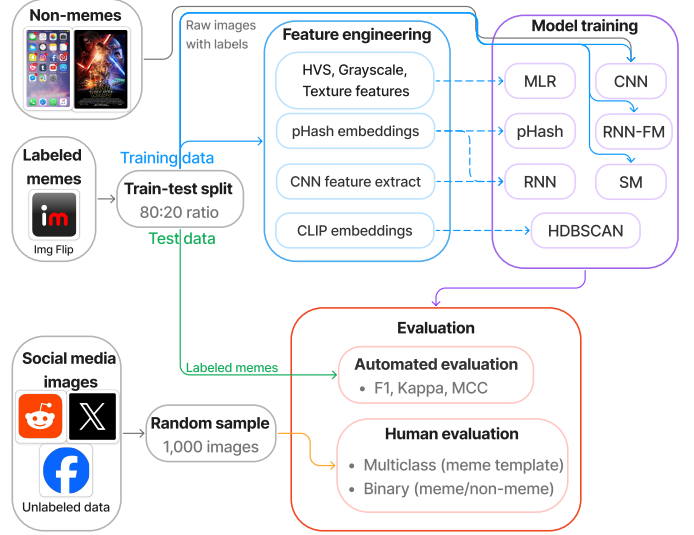 Non-memes
Raw images
with labels
Feature engineering
HVS, Grayscale,
Texture features
pHash embeddings
CNN feature extract
CLIP embeddings
Model training
MLR
CNN
pHash
RNN-FM
RNN
SM
HDBSCAN
Labeled
memes
im
Img Flip
Training data
Train-test split
80:20 ratio
Test data
Labeled memes
Evaluation
Automated evaluation
• F1, Kappa, MCC
Human evaluation
• Multiclass (meme template)
• Binary (meme/non-meme)
Social media
images
Unlabeled data
Random sample
1,000 images